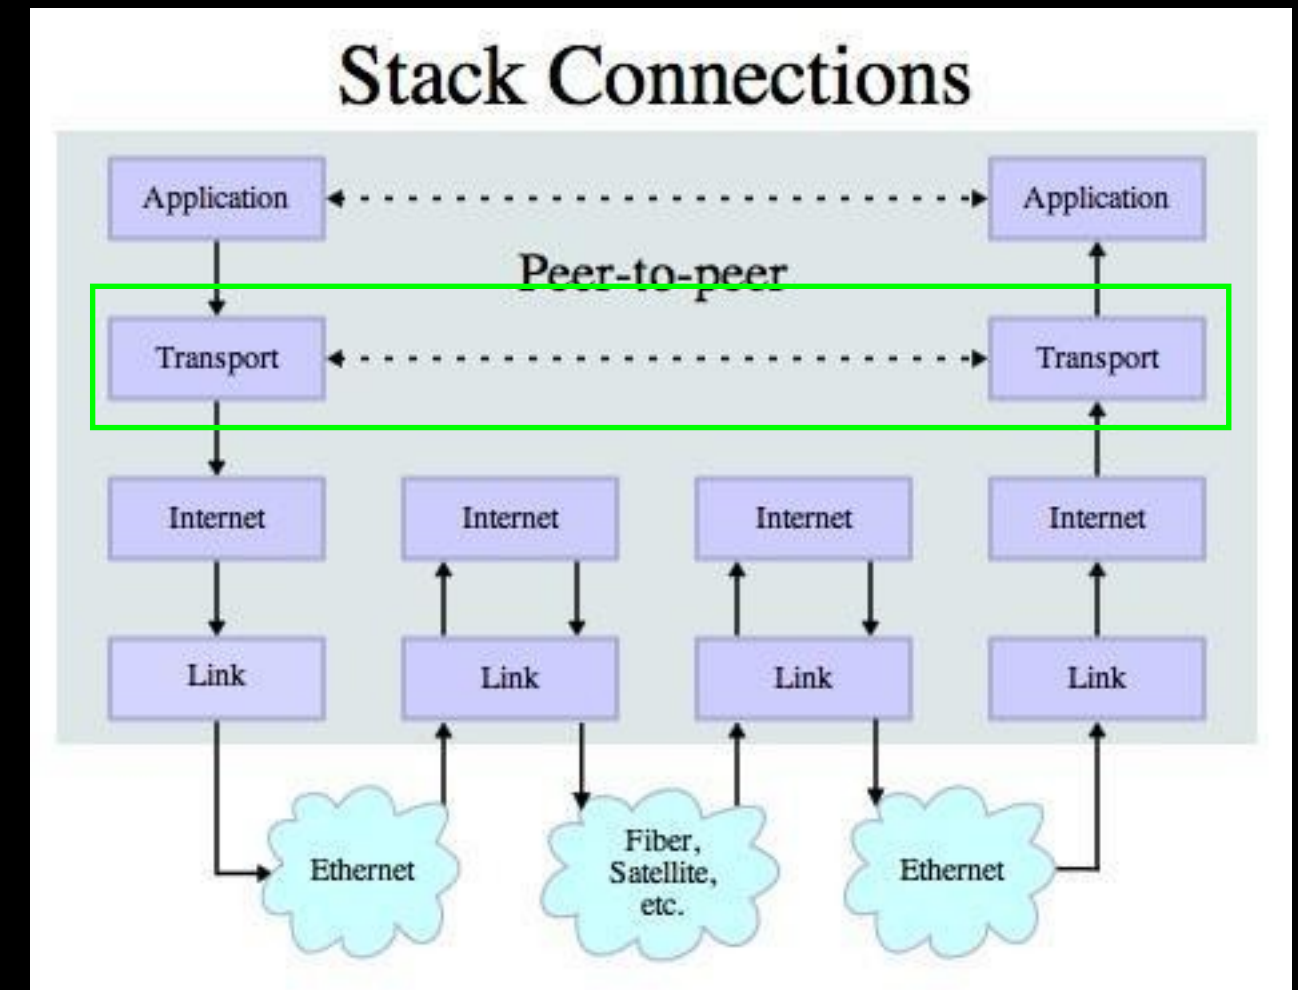 Stack Connections
Application
Application
Peer-to-peer
Transport
Transport
Internet
Internet
Internet
Internet
Link
Link
Link
Link
Ethernet
Fiber,
Satellite,
etc.
Ethernet